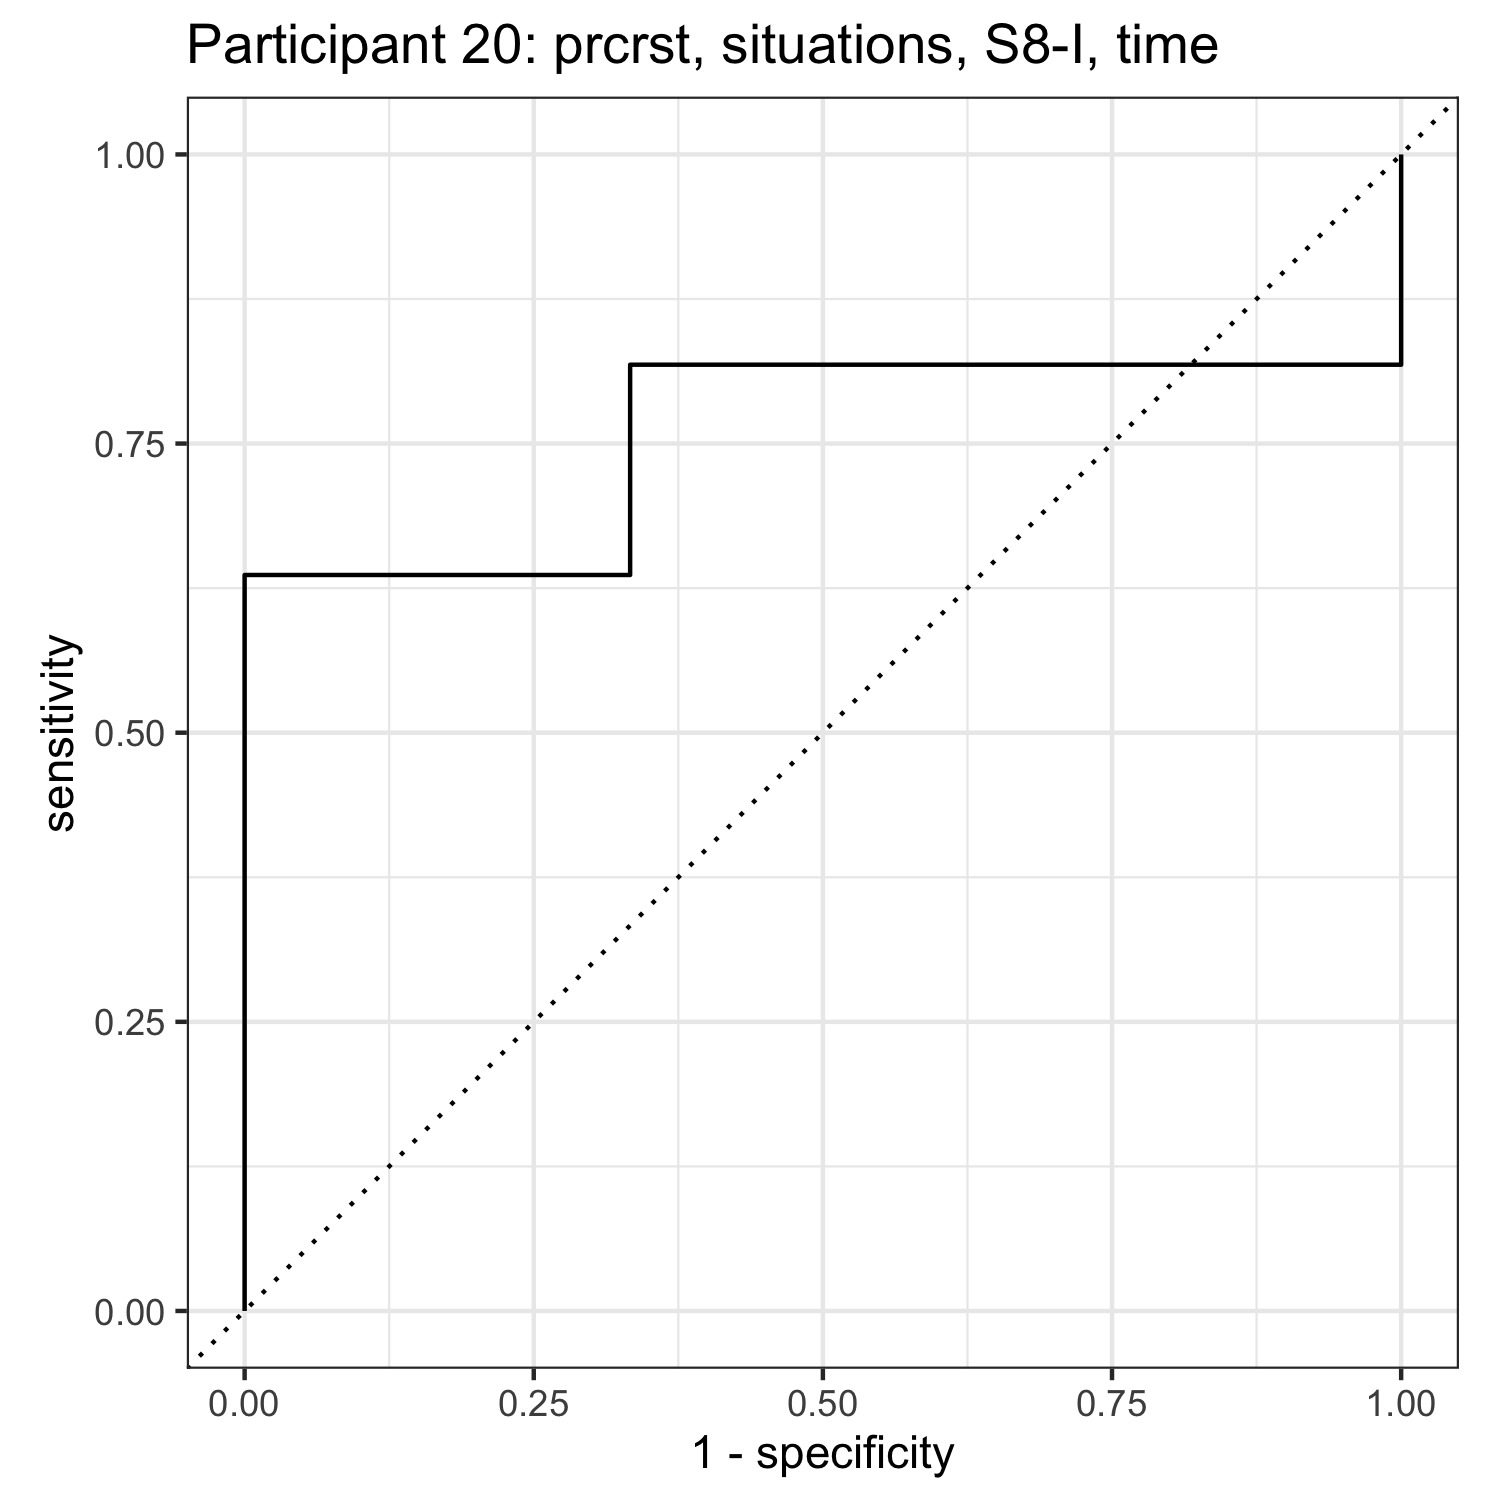 Participant 20: prcrst, situations, S8-I, time
1.00
0.75
0.50
0.25
0.00
sensitivity
0.00 0.25 0.50 0.75 1.00
1 - specificity